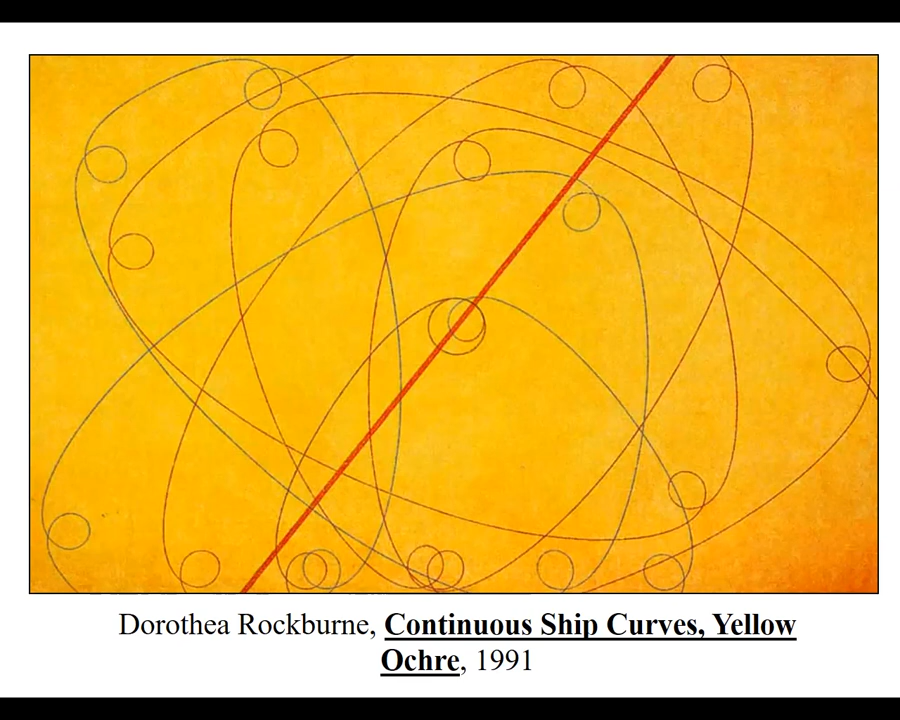 Dorothea Rockburne, Continuous Ship Curves, Yellow
Ochre, 1991